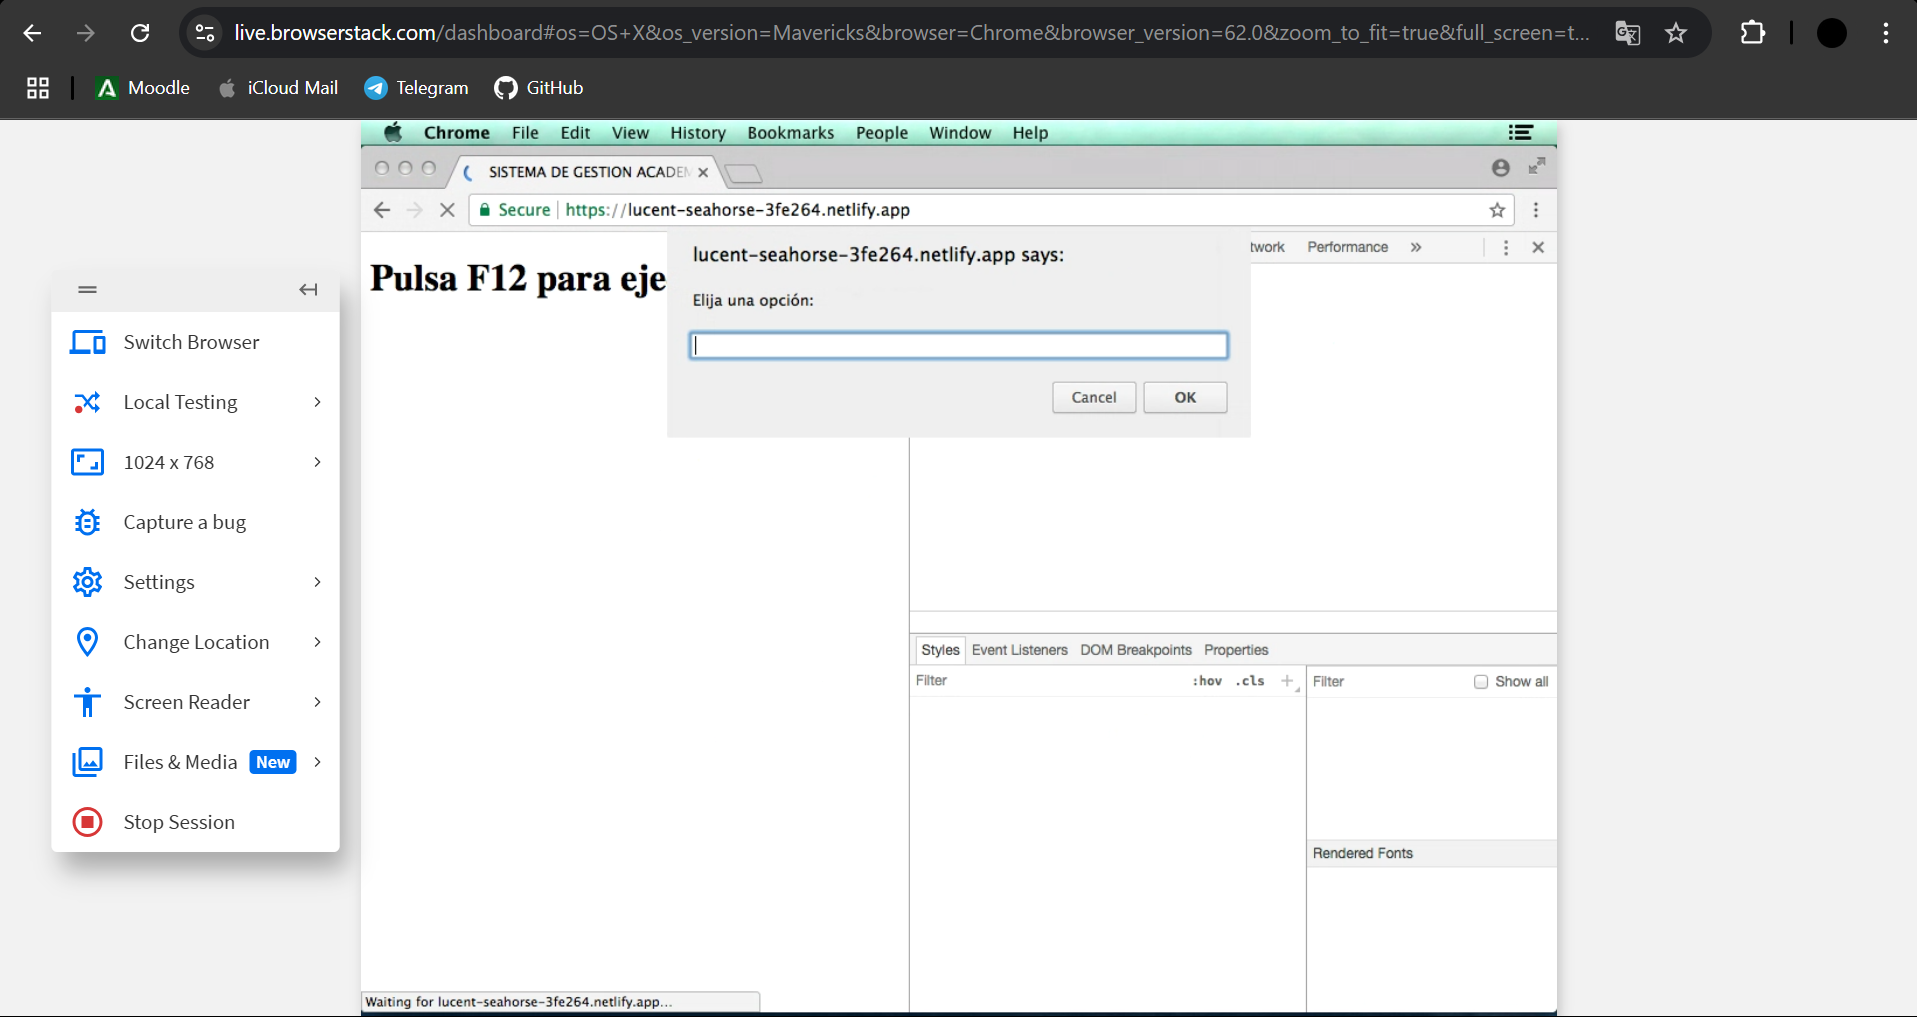 live.browserstack.com/dashboard#os=OS+X&os_version=Mavericks&browser=Chrome&browser_version=62.0&zoom_to_fit=true&full_screen=t...
Moodle
iCloud Mail
Telegram
GitHub
Chrome File Edit View History Bookmarks People Window Help
SISTEMA DE GESTION ACADEM
Secure https://lucent-seahorse-3fe264.netlify.app
Pulsa F12 para eje
lucent-seahorse-3fe264.netlify.app says:
Elija una opción:
Cancel OK
twork Performance »
Switch Browser
Local Testing
1024 x 768
Capture a bug
Settings
Change Location
Screen Reader
Files & Media New
Stop Session
Styles Event Listeners DOM Breakpoints Properties
Filter :hov .cls +
Filter Show all
Rendered Fonts
Waiting for lucent-seahorse-3fe264.netlify.app...